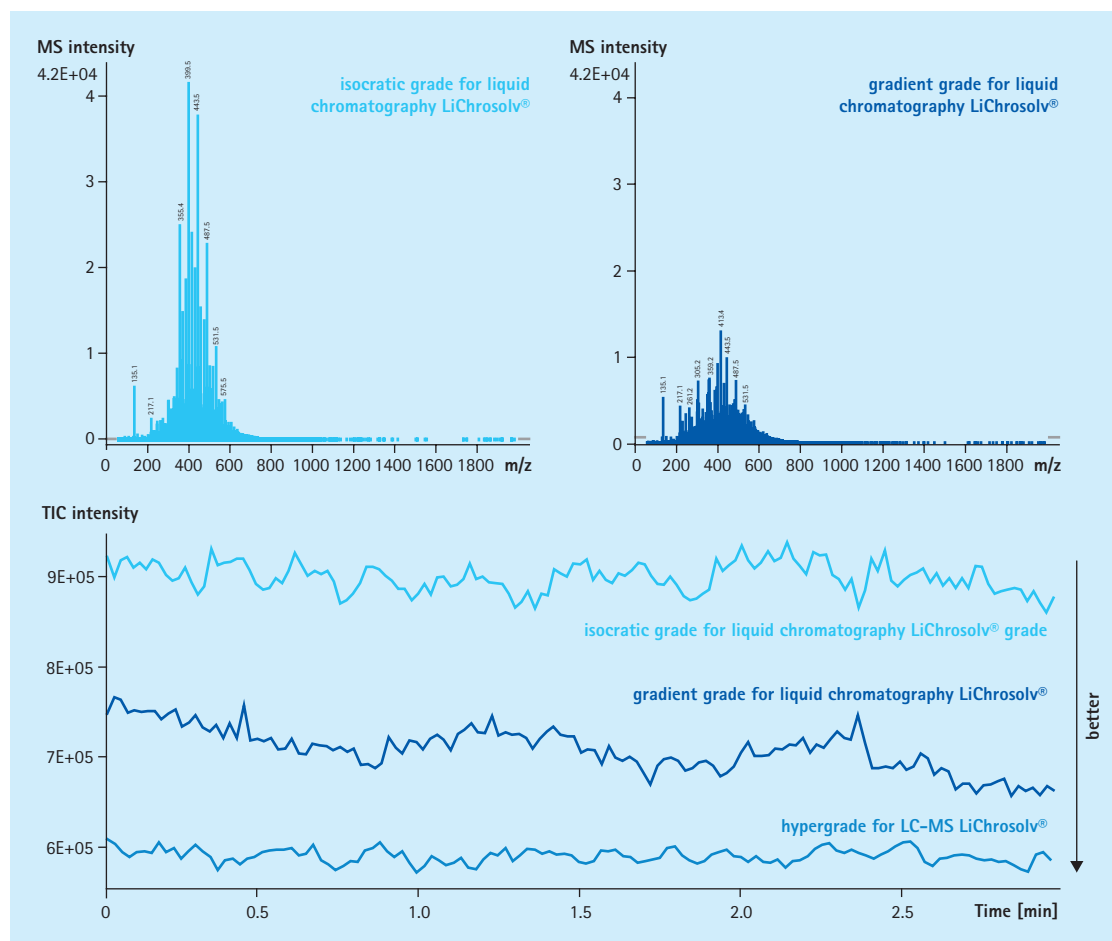 MS intensity
4.2E+04
4
3
2
1
0
0 200 400 600 800 1000 1200 1400 1600 1800 m/z
isocratic grade for liquid
chromatography LiChrosolv®
135.1
217.1
355.4
399.5
443.5
487.5
531.5
575.5
MS intensity
4.2E+04
4
3
2
1
0
0 200 400 600 800 1000 1200 1400 1600 1800 m/z
gradient grade for liquid
chromatography LiChrosolv®
135.1
217.1
261.2
305.2
359.2
413.4
443.5
487.5
531.5
TIC intensity
9E+05
8E+05
7E+05
6E+05
isocratic grade for liquid chromatography LiChrosolv® grade
gradient grade for liquid chromatography LiChrosolv®
hypergrade for LC-MS LiChrosolv®
better
0 0.5 1.0 1.5 2.0 2.5 Time [min]